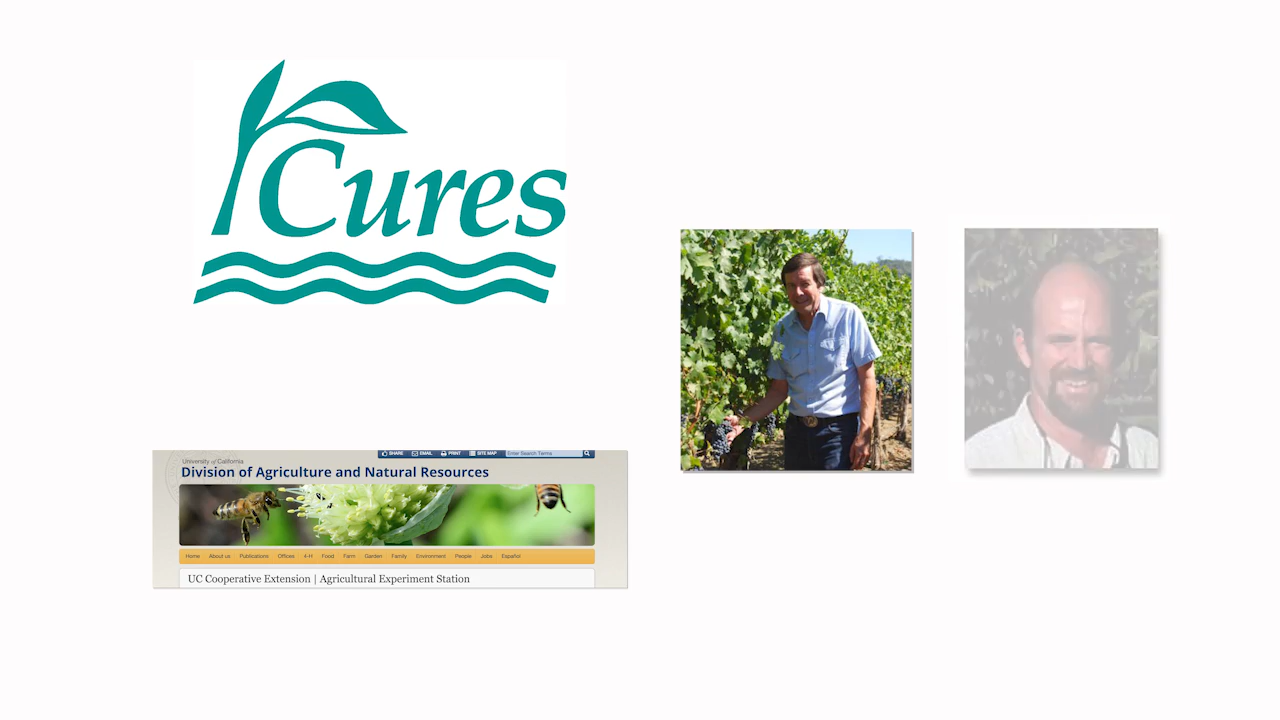 Cures
SHARE EMAIL PRINT SITE MAP Enter Search Terms
University of California
Division of Agriculture and Natural Resources
Home About us Publications Offices 4-H Food Farm Garden Family Environment People Jobs Español
UC Cooperative Extension | Agricultural Experiment Station